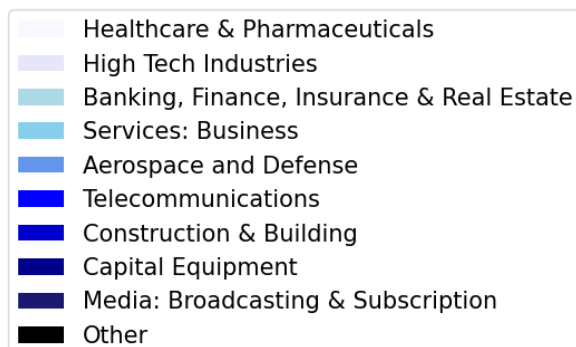 Healthcare & Pharmaceuticals
High Tech Industries
Banking, Finance, Insurance & Real Estate
Services: Business
Aerospace and Defense
Telecommunications
Construction & Building
Capital Equipment
Media: Broadcasting & Subscription
Other